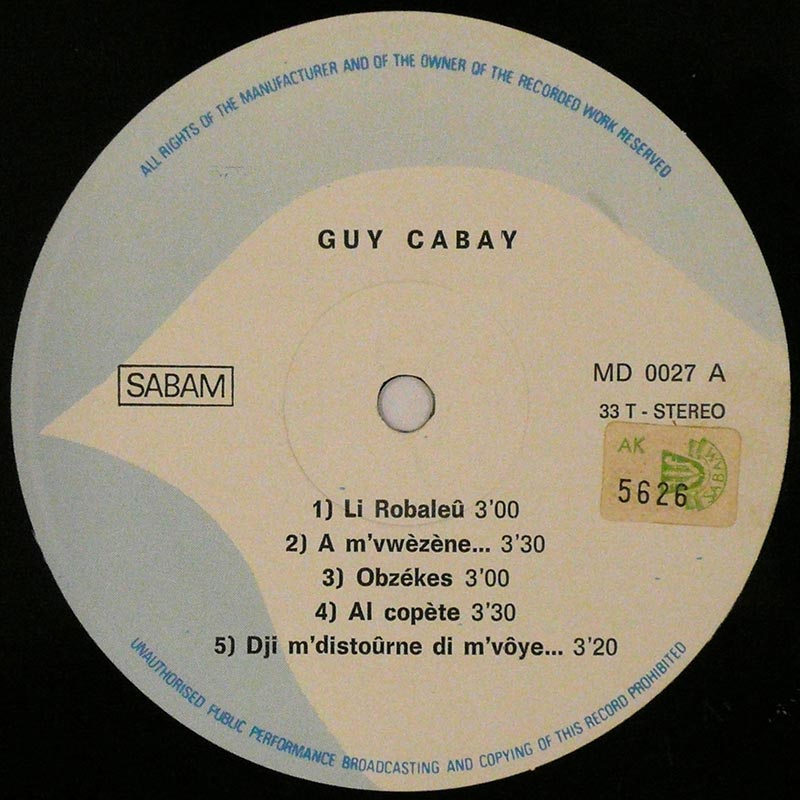 ALL RIGHTS OF THE MANUFACTURER AND OF THE OWNER OF THE RECORDED WORK RESERVED
GUY CABAY
SABAM
MD 0027 A
33 T - STEREO
AK
SABAM
5626
1) Li Robaleû 3'00
2) A m'vwèzène... 3'30
3) Obzékes 3'00
4) Al copète 3'30
5) Dji m'distoûrne di m'vôye... 3'20
UNAUTHORISED PUBLIC PERFORMANCE BROADCASTING AND COPYING OF THIS RECORD PROHIBITED